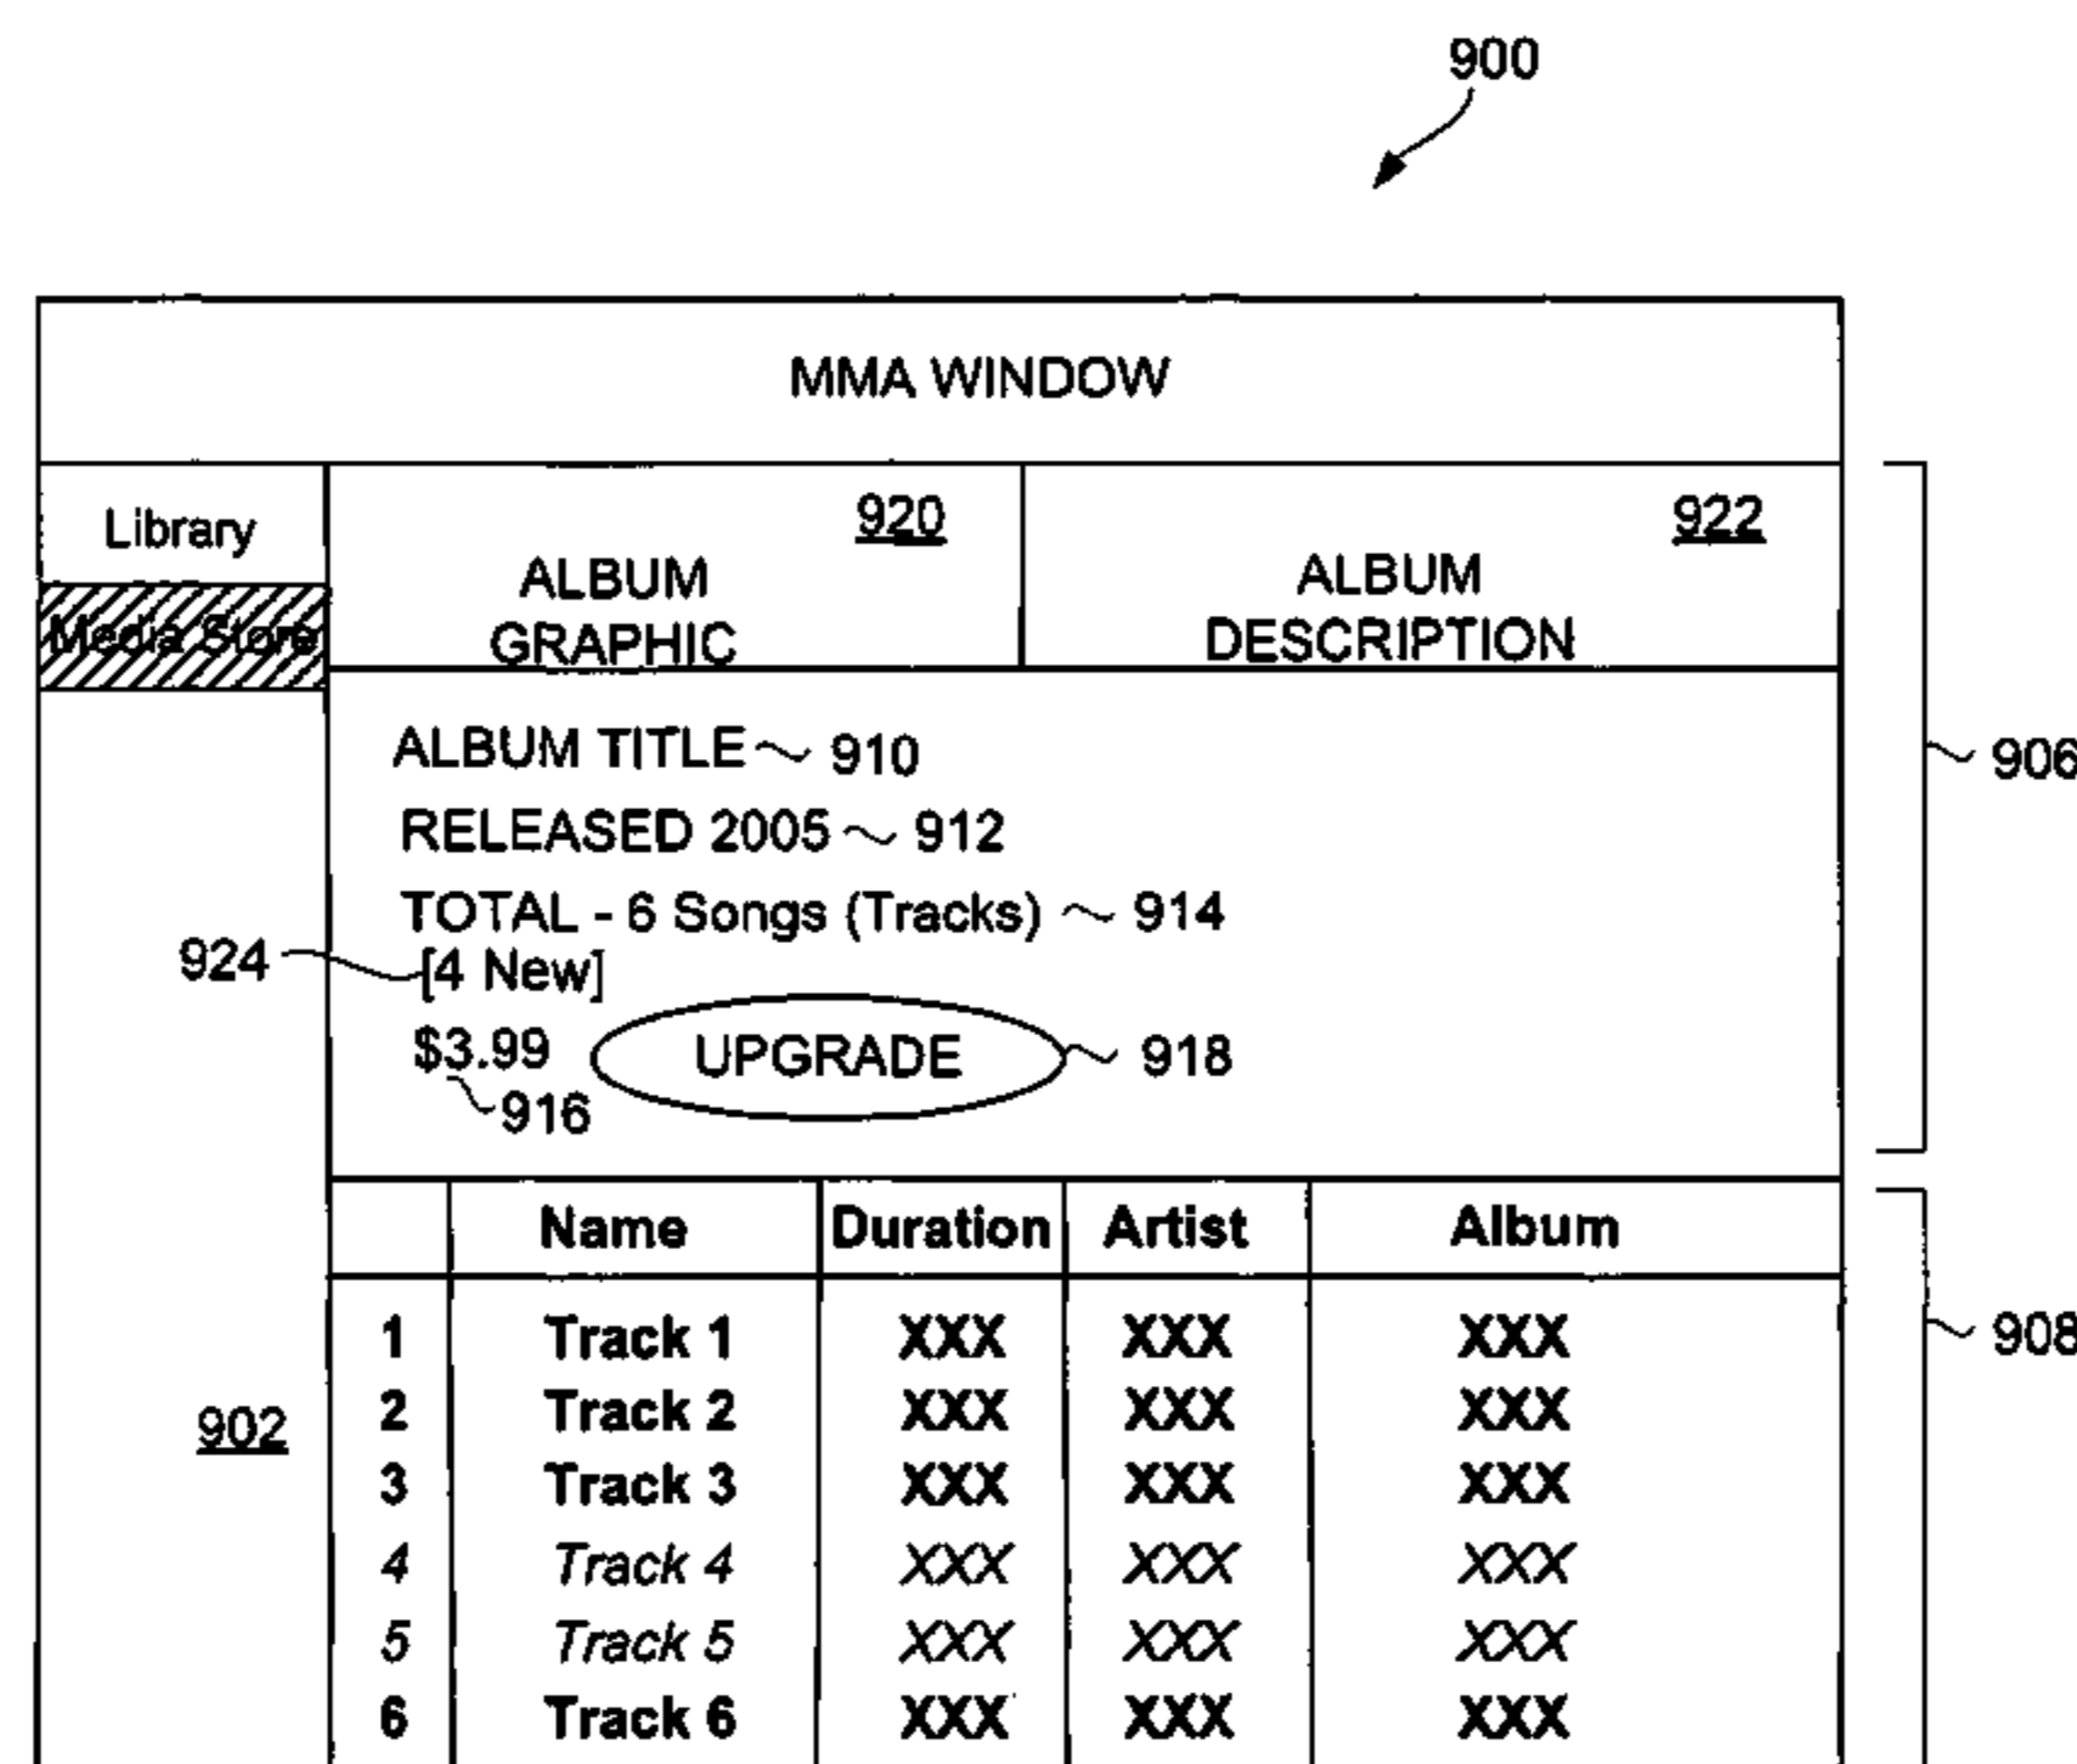 900
MMA WINDOW
Library
920
922
ALBUM
GRAPHIC
ALBUM
DESCRIPTION
Media Store
ALBUM TITLE 910
906
RELEASED 2005 912
TOTAL - 6 Songs (Tracks) 914
924 [4 New]
$3.99 UPGRADE 918
916
Name Duration Artist Album
1 Track 1 XXX XXX XXX
908
2 Track 2 XXX XXX XXX
902
3 Track 3 XXX XXX XXX
4 Track 4 XXX XXX XXX
5 Track 5 XXX XXX XXX
6 Track 6 XXX XXX XXX